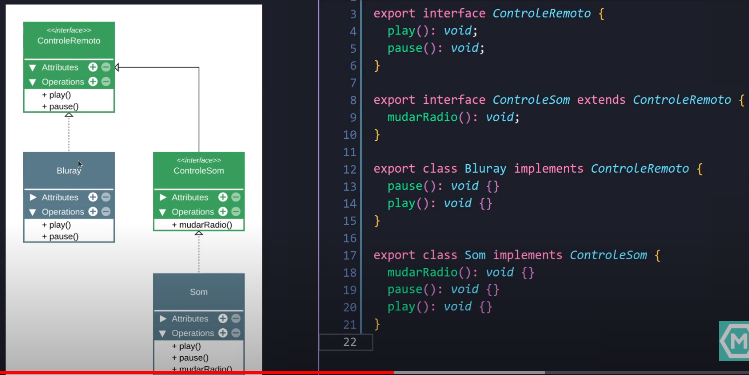 <<interface>>
ControleRemoto
Attributes
Operations
+ play()
+ pause()
Bluray
Attributes
Operations
+ play()
+ pause()
<<interface>>
ControleSom
Attributes
Operations
+ mudarRadio()
Som
Attributes
Operations
+ play()
+ pause()
+ mudarRadio()
3 export interface ControleRemoto {
4 play(): void;
5 pause(): void;
6 }
7
8 export interface ControleSom extends ControleRemoto {
9 mudarRadio(): void;
10 }
11
12 export class Bluray implements ControleRemoto {
13 pause(): void {}
14 play(): void {}
15 }
16
17 export class Som implements ControleSom {
18 mudarRadio(): void {}
19 pause(): void {}
20 play(): void {}
21 }
22
M